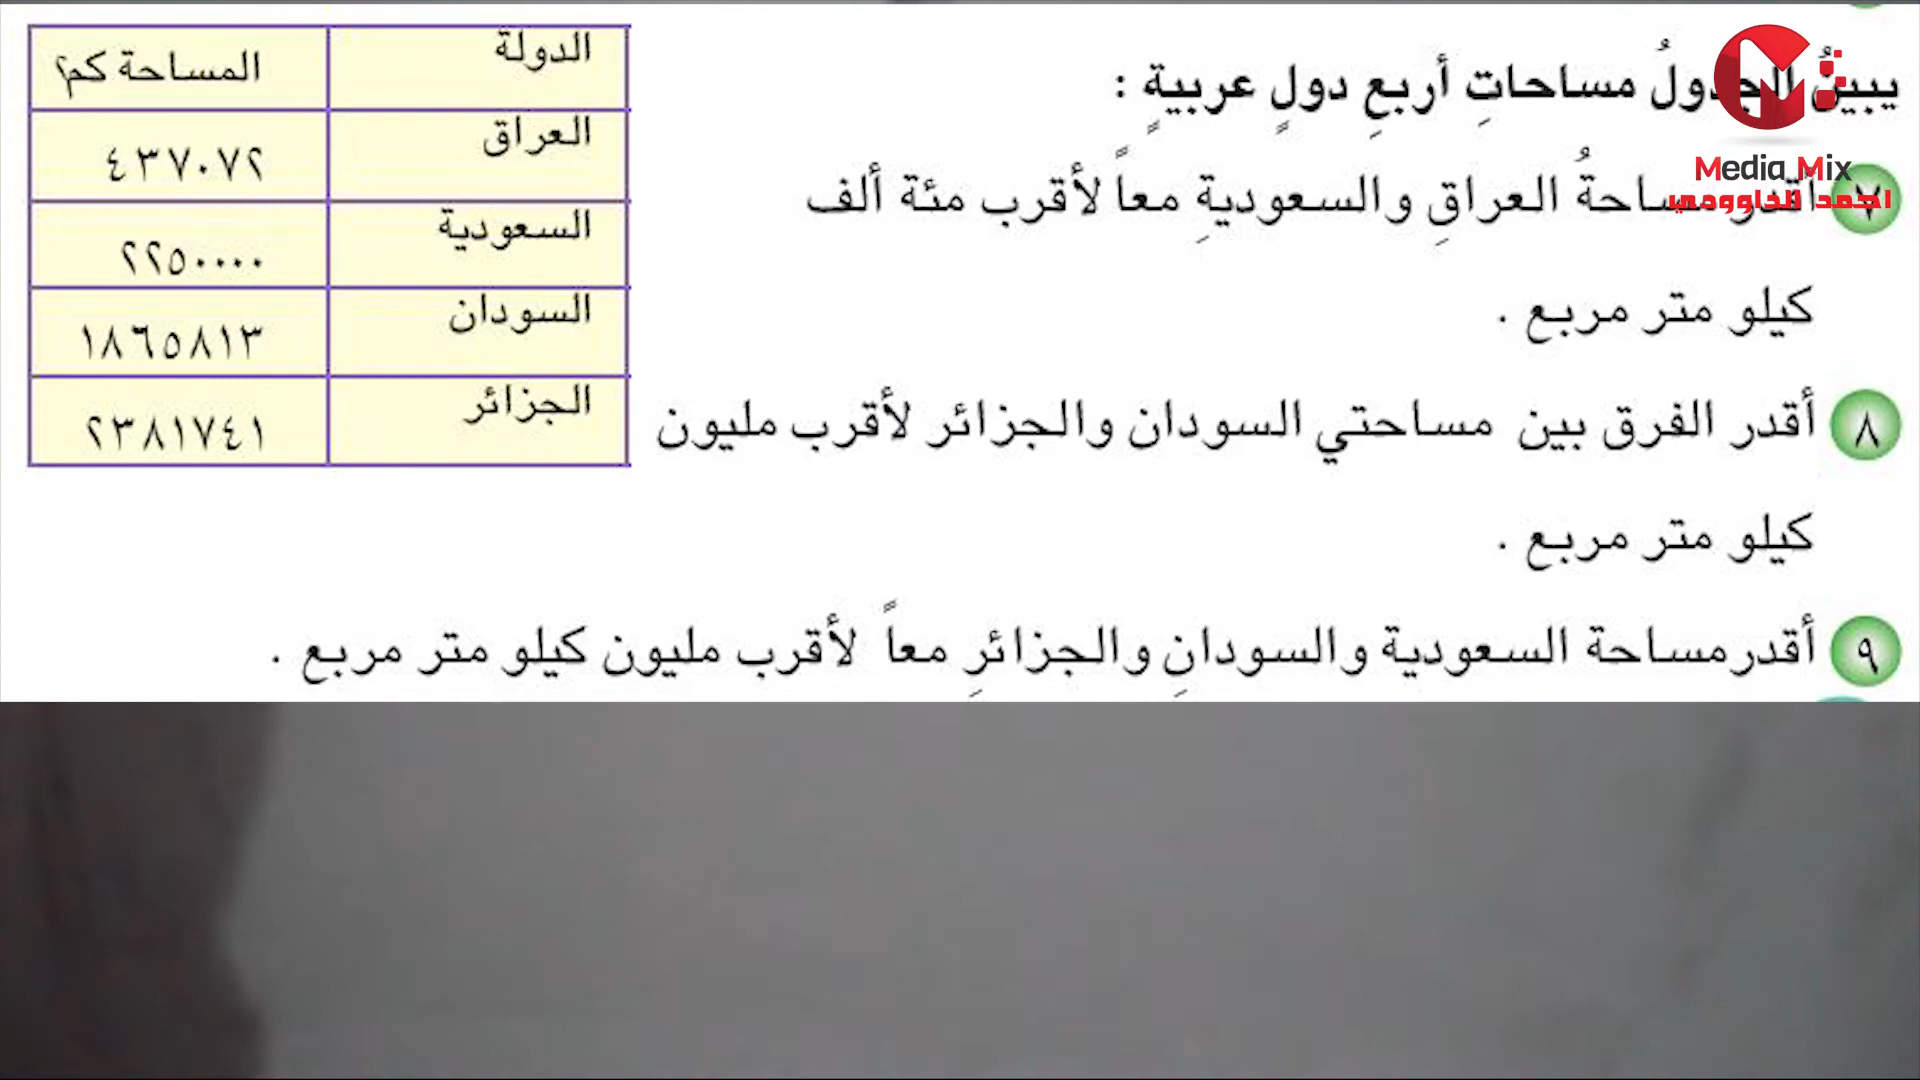 يبينُ الجدولُ مساحاتِ أربعِ دولٍ عربيةٍ :
٧ أقدر مساحةُ العراقِ والسعوديةِ معاً لأقرب مئة ألف
كيلو متر مربع .
٨ أقدر الفرق بين مساحتي السودان والجزائر لأقرب مليون
كيلو متر مربع .
٩ أقدرمساحة السعودية والسودانِ والجزائرِ معاً لأقرب مليون كيلو متر مربع .
الدولة المساحة كم٢
العراق ٤٣٧٠٧٢
السعودية ٢٢٥٠٠٠٠
السودان ١٨٦٥٨١٣
الجزائر ٢٣٨١٧٤١
Media Mix
احمد الداوودي